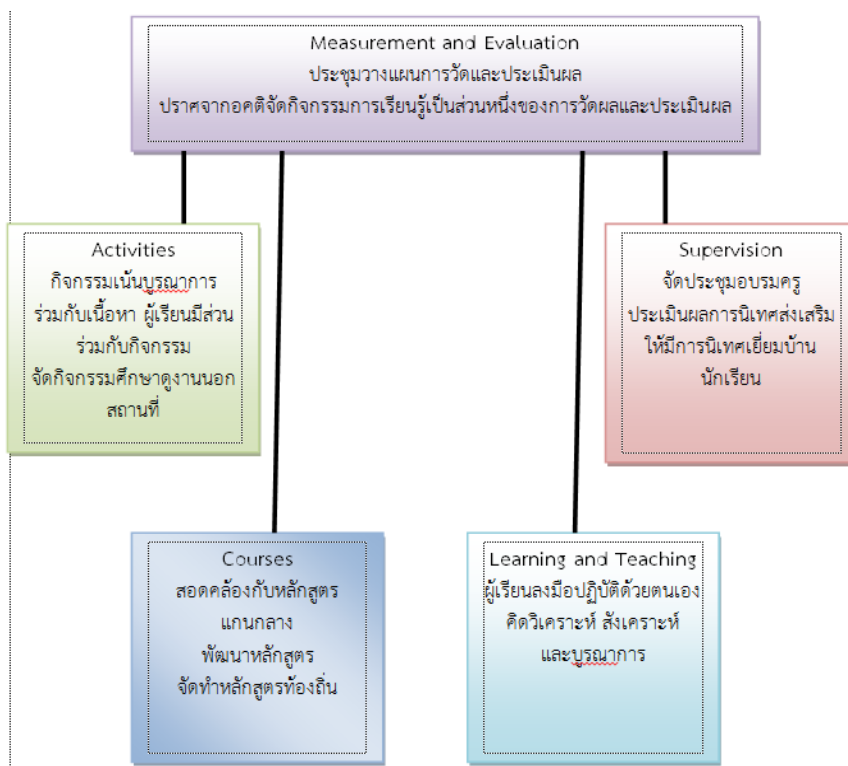 Measurement and Evaluation
ประชุมวางแผนการวัดและประเมินผล
ปราศจากอคติจัดกิจกรรมการเรียนรู้เป็นส่วนหนึ่งของการวัดผลและประเมินผล
Activities
กิจกรรมเน้นบูรณาการ
ร่วมกับเนื้อหา ผู้เรียนมีส่วน
ร่วมกับกิจกรรม
จัดกิจกรรมศึกษาดูงานนอก
สถานที่
Supervision
จัดประชุมอบรมครู
ประเมินผลการนิเทศส่งเสริม
ให้มีการนิเทศเยี่ยมบ้าน
นักเรียน
Courses
สอดคล้องกับหลักสูตร
แกนกลาง
พัฒนาหลักสูตร
จัดทำหลักสูตรท้องถิ่น
Learning and Teaching
ผู้เรียนลงมือปฏิบัติด้วยตนเอง
คิดวิเคราะห์ สังเคราะห์
และบูรณาการ